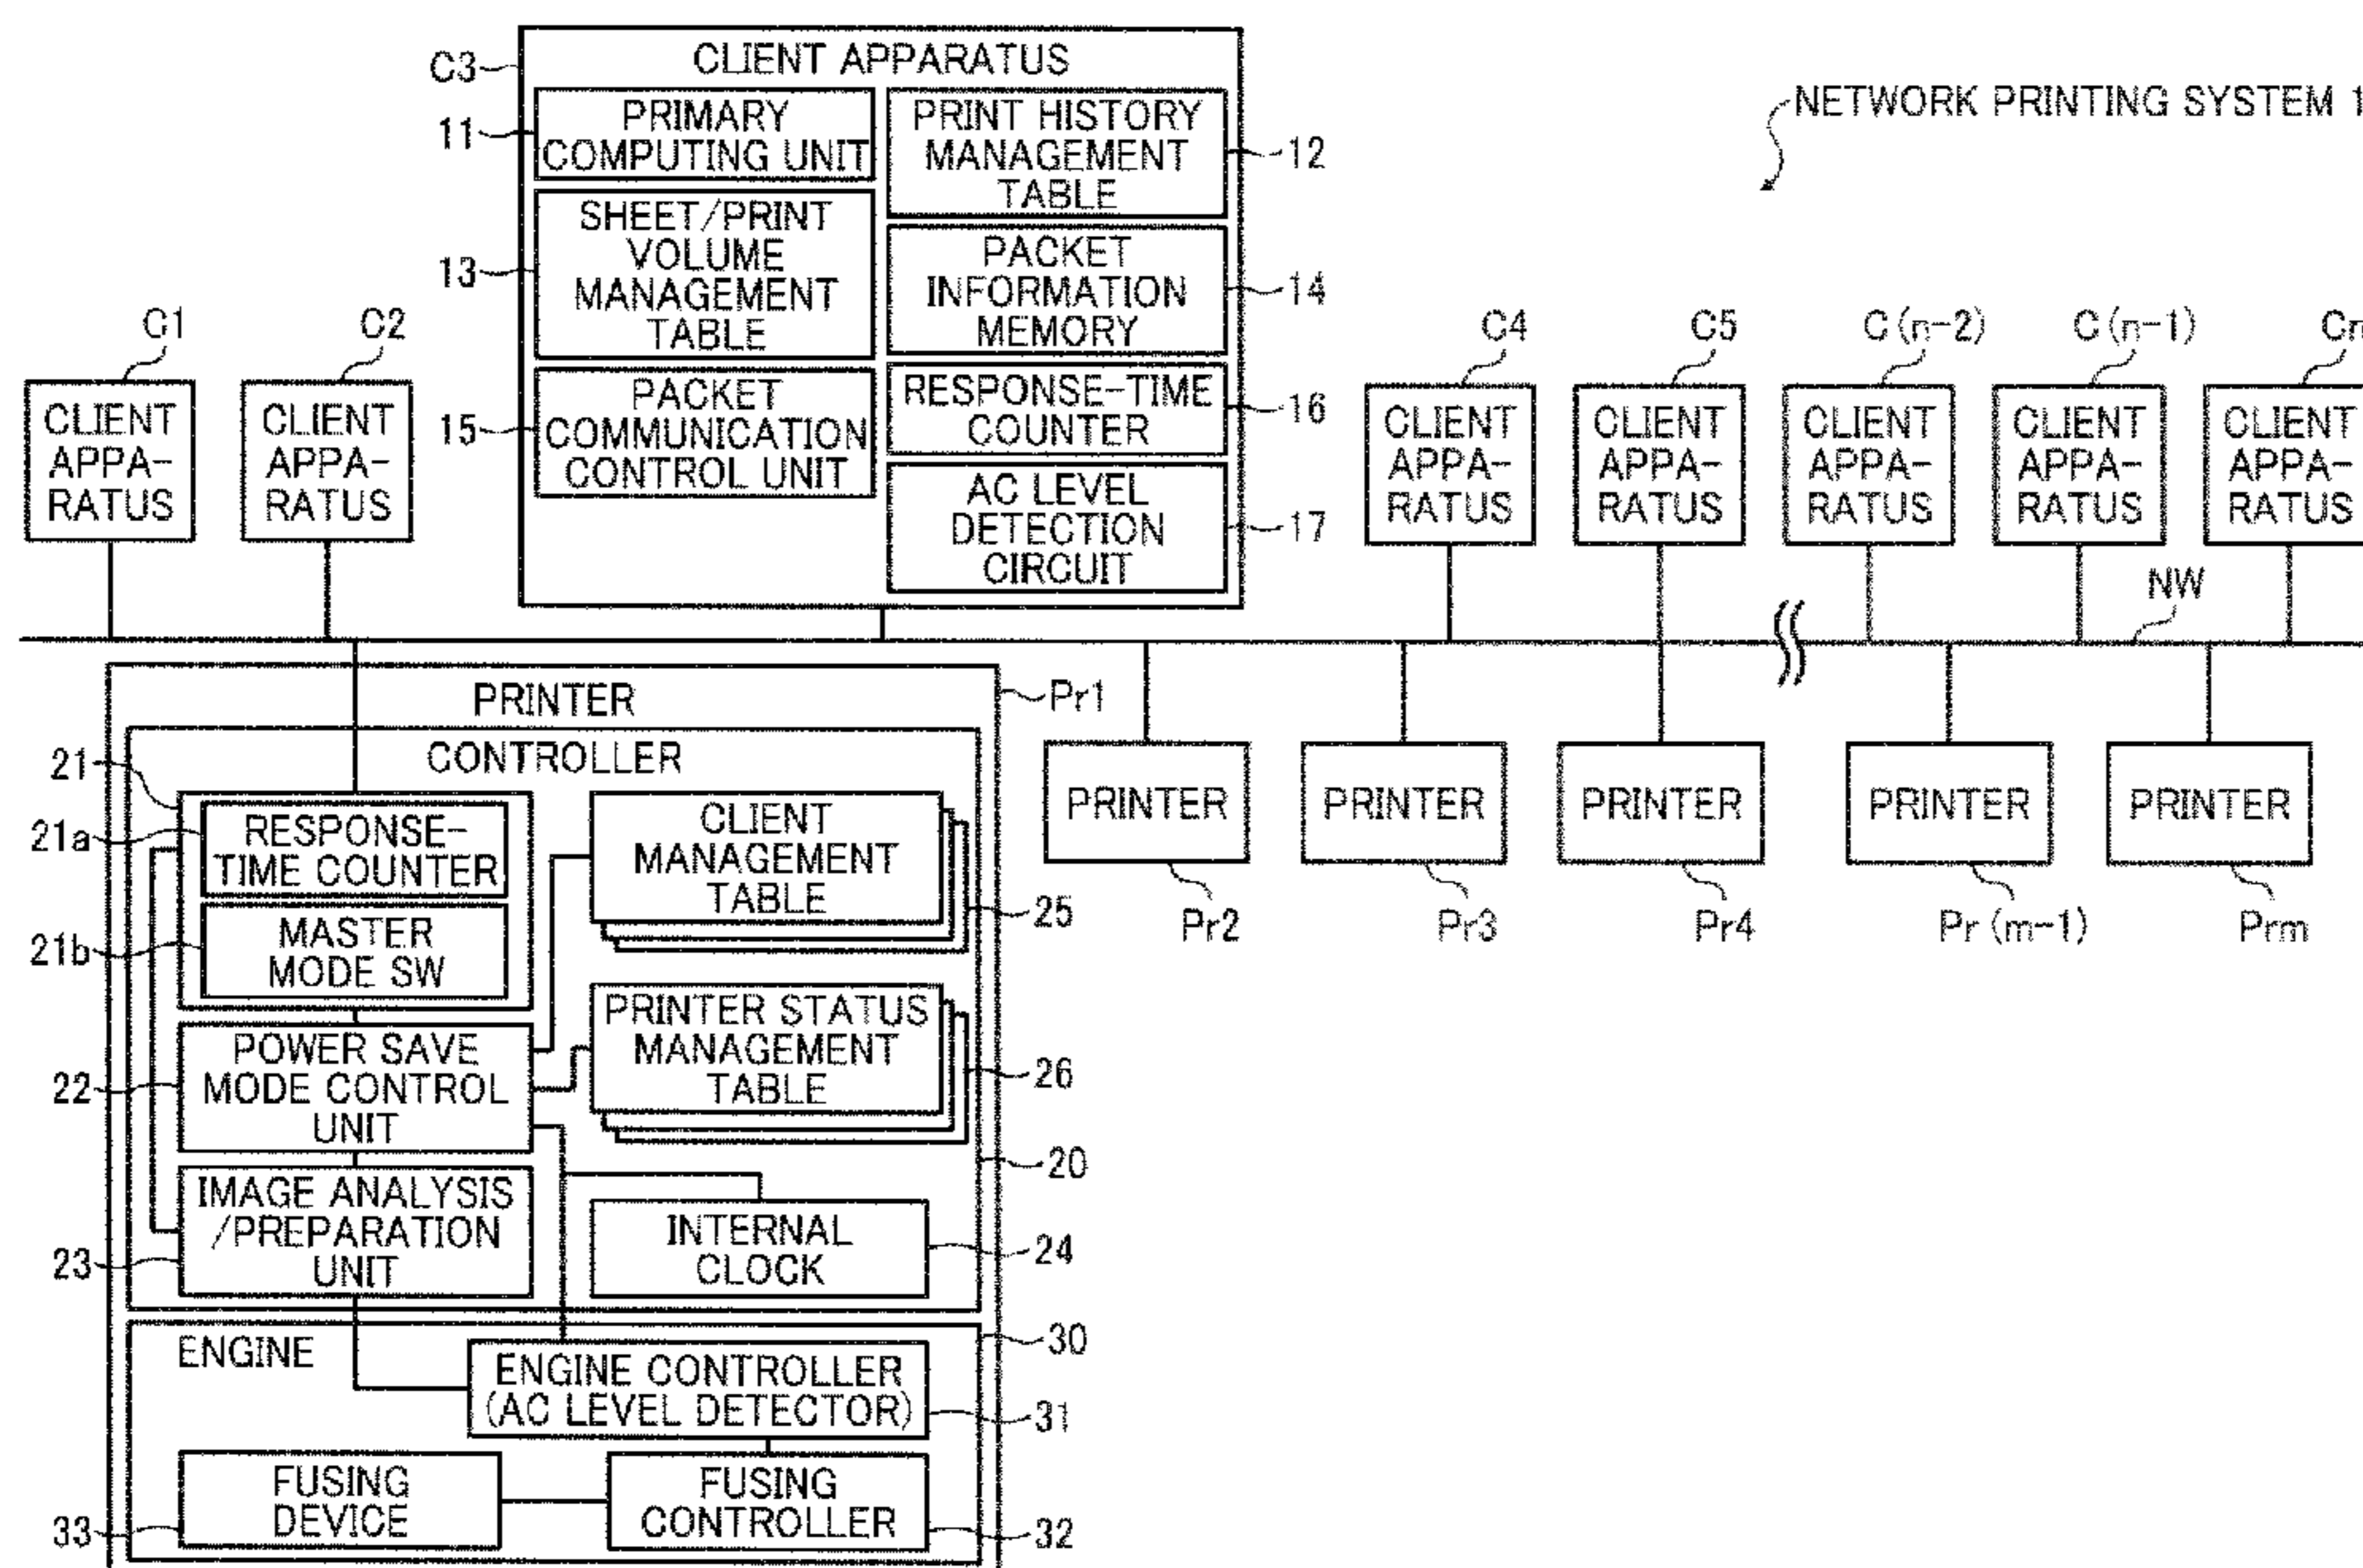 CLIENT APPARATUS
C3
PRIMARY
COMPUTING UNIT
11
PRINT HISTORY
MANAGEMENT
TABLE
12
SHEET/PRINT
VOLUME
MANAGEMENT
TABLE
13
PACKET
INFORMATION
MEMORY
14
PACKET
COMMUNICATION
CONTROL UNIT
15
RESPONSE-TIME
COUNTER
16
AC LEVEL
DETECTION
CIRCUIT
17
NETWORK PRINTING SYSTEM 1
C1
CLIENT
APPA-
RATUS
C2
CLIENT
APPA-
RATUS
C4
CLIENT
APPA-
RATUS
C5
CLIENT
APPA-
RATUS
C(n-2)
CLIENT
APPA-
RATUS
C(n-1)
CLIENT
APPA-
RATUS
Cn
CLIENT
APPA-
RATUS
NW
PRINTER
Pr1
CONTROLLER
21
RESPONSE-
TIME COUNTER
21a
MASTER
MODE SW
21b
POWER SAVE
MODE CONTROL
UNIT
22
IMAGE ANALYSIS
/PREPARATION
UNIT
23
CLIENT
MANAGEMENT
TABLE
25
PRINTER STATUS
MANAGEMENT
TABLE
26
20
INTERNAL
CLOCK
24
ENGINE
30
ENGINE CONTROLLER
(AC LEVEL DETECTOR)
31
FUSING
DEVICE
33
FUSING
CONTROLLER
32
PRINTER
Pr2
PRINTER
Pr3
PRINTER
Pr4
PRINTER
Pr(m-1)
PRINTER
Prm